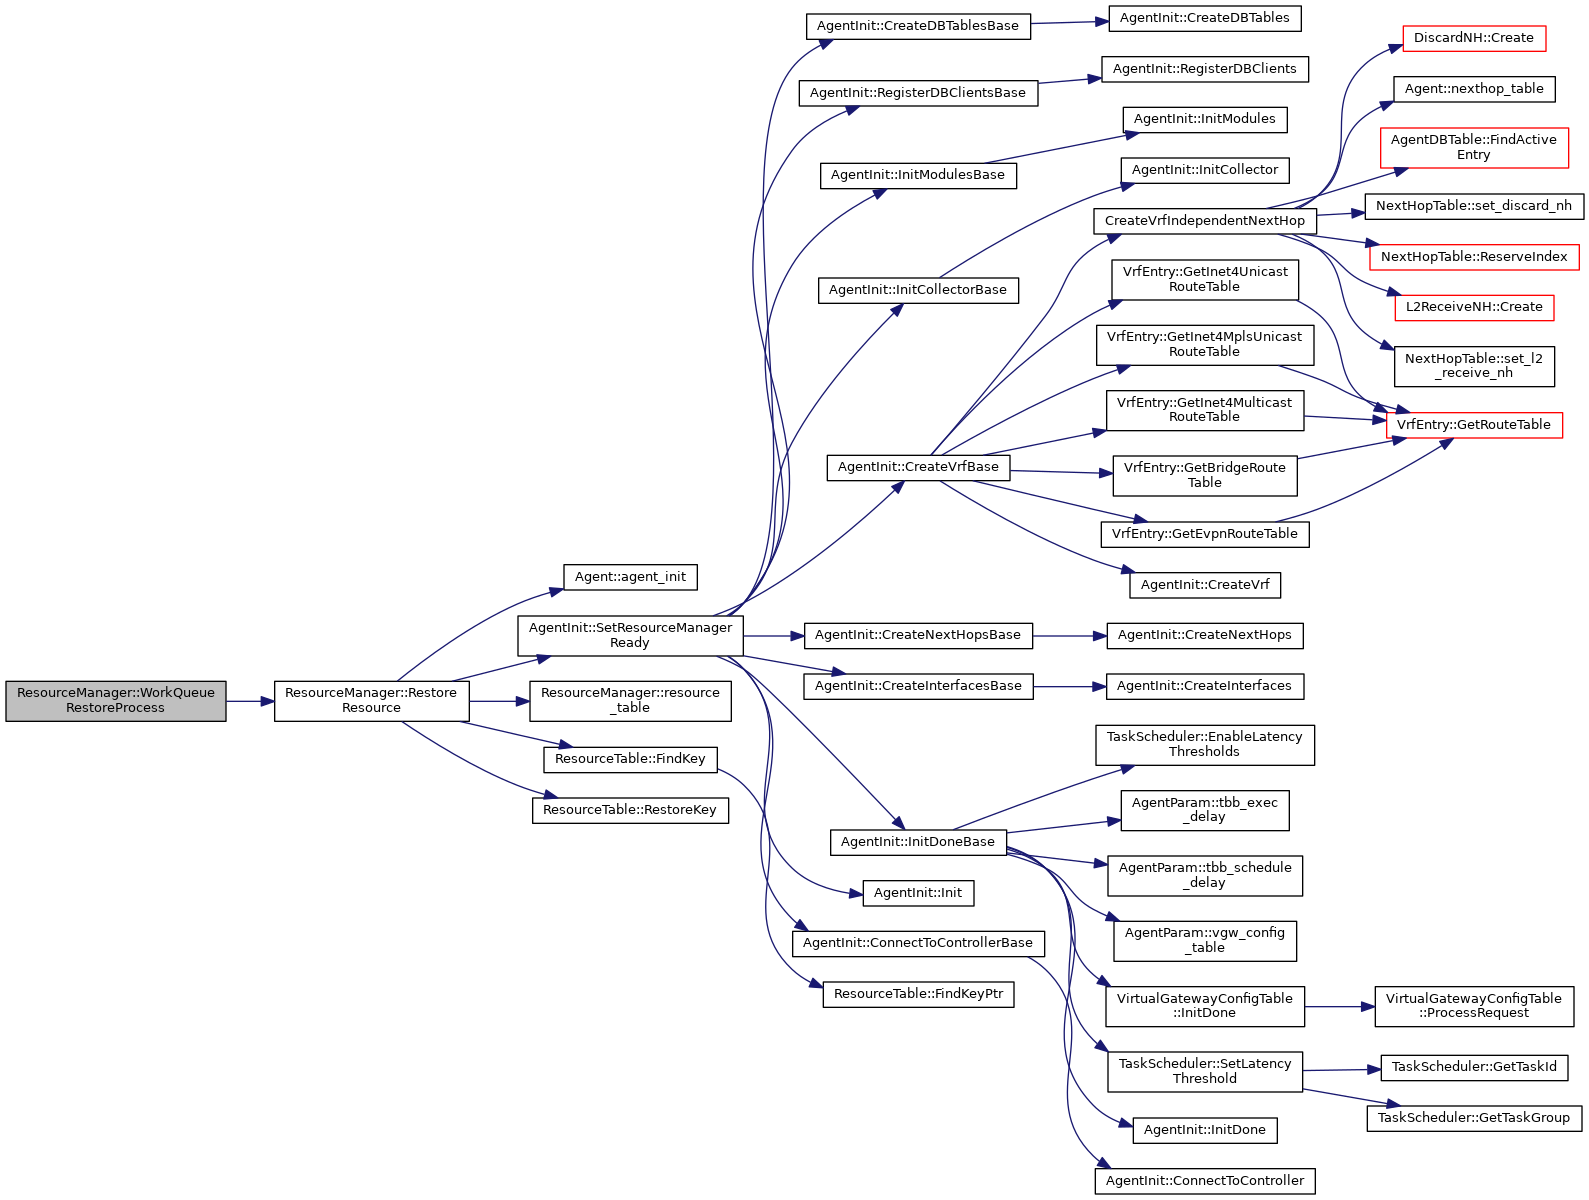 AgentInit::CreateDBTablesBase
AgentInit::CreateDBTables
DiscardNH::Create
AgentInit::RegisterDBClientsBase
AgentInit::RegisterDBClients
Agent::nexthop_table
AgentInit::InitModules
AgentDBTable::FindActive
Entry
AgentInit::InitModulesBase
AgentInit::InitCollector
NextHopTable::set_discard_nh
CreateVrfIndependentNextHop
NextHopTable::ReserveIndex
AgentInit::InitCollectorBase
VrfEntry::GetInet4Unicast
RouteTable
L2ReceiveNH::Create
VrfEntry::GetInet4MplsUnicast
RouteTable
NextHopTable::set_l2
_receive_nh
VrfEntry::GetInet4Multicast
RouteTable
VrfEntry::GetRouteTable
AgentInit::CreateVrfBase
VrfEntry::GetBridgeRoute
Table
VrfEntry::GetEvpnRouteTable
Agent::agent_init
AgentInit::CreateVrf
AgentInit::SetResourceManager
Ready
AgentInit::CreateNextHopsBase
AgentInit::CreateNextHops
ResourceManager::WorkQueue
RestoreProcess
ResourceManager::Restore
Resource
ResourceManager::resource
_table
AgentInit::CreateInterfacesBase
AgentInit::CreateInterfaces
ResourceTable::FindKey
TaskScheduler::EnableLatency
Thresholds
ResourceTable::RestoreKey
AgentParam::tbb_exec
_delay
AgentInit::InitDoneBase
AgentParam::tbb_schedule
_delay
AgentInit::Init
AgentParam::vgw_config
_table
AgentInit::ConnectToControllerBase
ResourceTable::FindKeyPtr
VirtualGatewayConfigTable
::InitDone
VirtualGatewayConfigTable
::ProcessRequest
TaskScheduler::SetLatency
Threshold
TaskScheduler::GetTaskId
TaskScheduler::GetTaskGroup
AgentInit::InitDone
AgentInit::ConnectToController